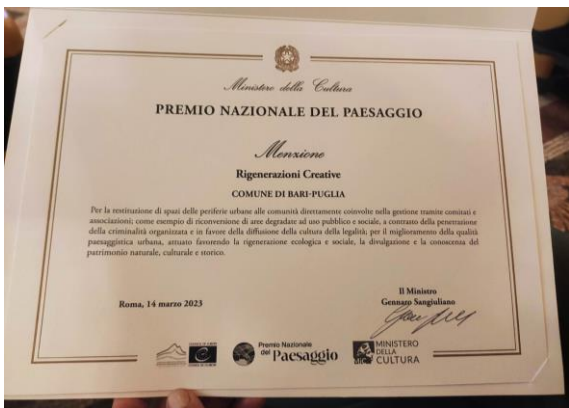 Ministero della Cultura
PREMIO NAZIONALE DEL PAESAGGIO
Menzione
Rigenerazioni Creative
COMUNE DI BARI-PUGLIA
Per la restituzione di spazi delle periferie urbane alle comunità direttamente coinvolte nella gestione tramite comitati e
associazioni; come esempio di riconversione di aree degradate ad uso pubblico e sociale, a contrasto della penetrazione
della criminalità organizzata e in favore della diffusione della cultura della legalità; per il miglioramento della qualità
paesaggistica urbana, attuato favorendo la rigenerazione ecologica e sociale, la divulgazione e la conoscenza del
patrimonio naturale, culturale e storico.
Roma, 14 marzo 2023
Il Ministro
Gennaro Sangiuliano
Premio Nazionale
del Paesaggio
MINISTERO
DELLA
CULTURA